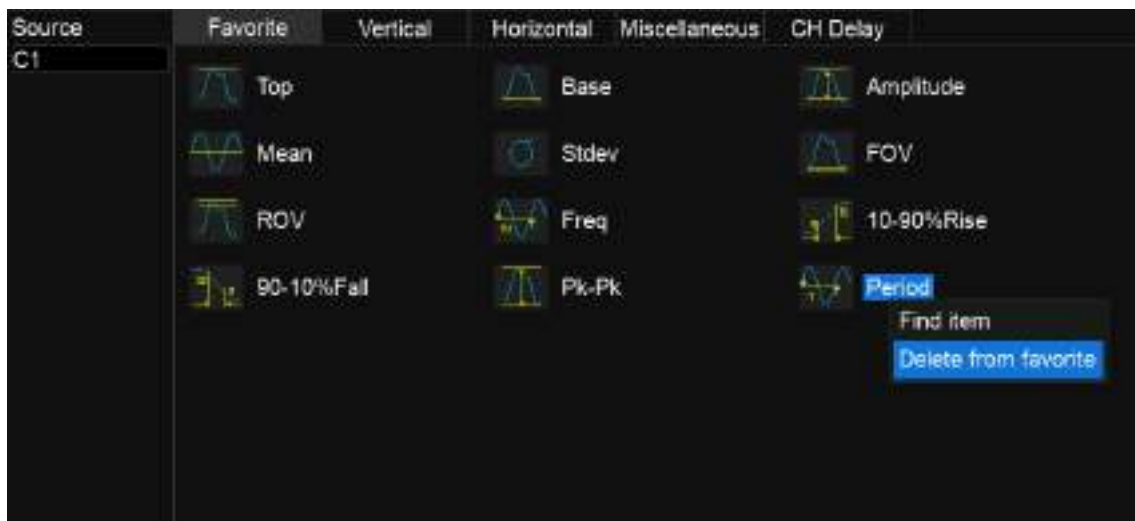 Source Favorite Vertical Horizontal Miscellaneous CH Delay
C1
Top Base Amplitude
Mean Stdev FOV
ROV Freq 10-90%Rise
90-10%Fall Pk-Pk Period
Find item
Delete from favorite